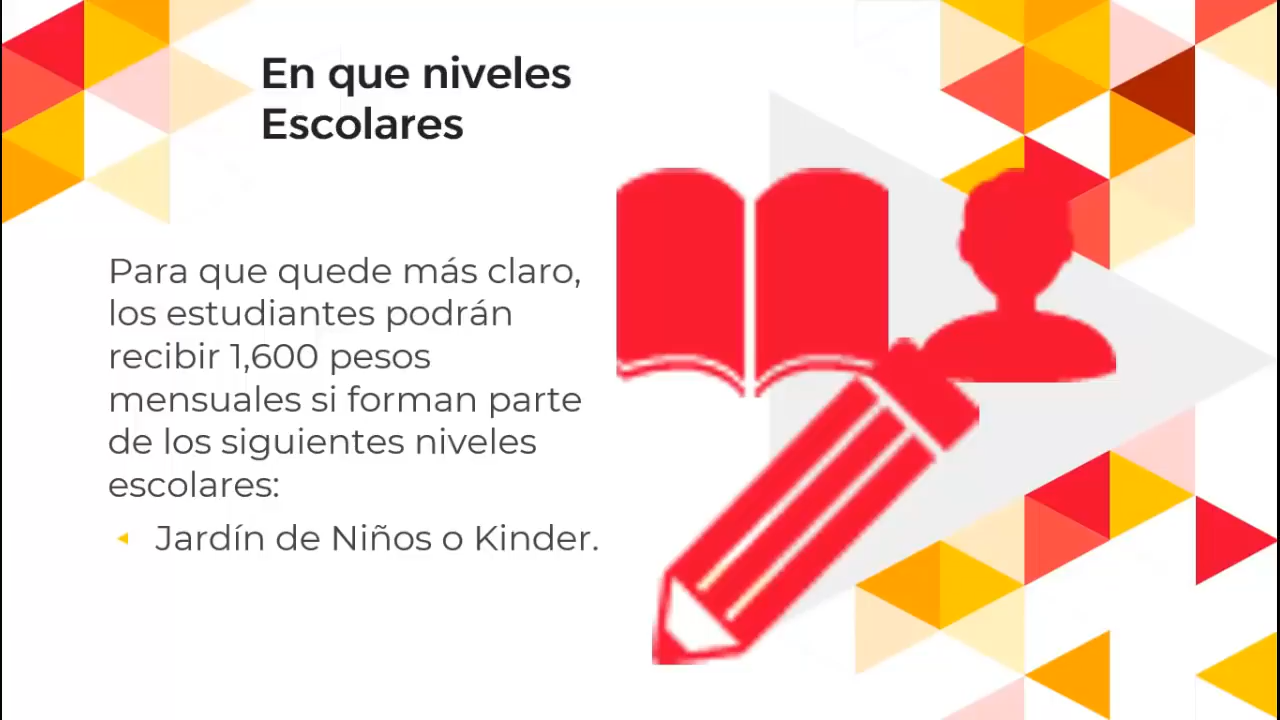 En que niveles
Escolares
Para que quede más claro,
los estudiantes podrán
recibir 1,600 pesos
mensuales si forman parte
de los siguientes niveles
escolares:
Jardín de Niños o Kinder.